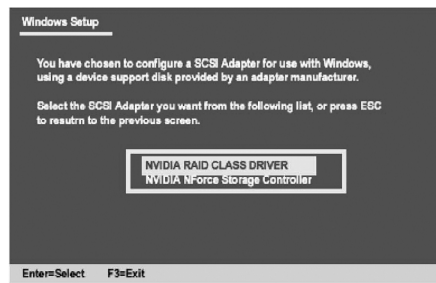 Windows Setup
You have chosen to configure a SCSI Adapter for use with Windows,
using a device support disk provided by an adapter manufacturer.
Select the SCSI Adapter you want from the following list, or press ESC
to resutrn to the previous screen.
NVIDIA RAID CLASS DRIVER
NVIDIA NForce Storage Controller
Enter=Select F3=Exit